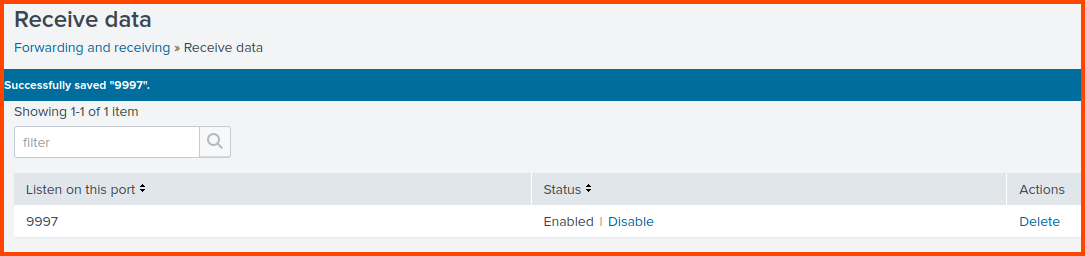 Receive data
Forwarding and receiving » Receive data
Successfully saved "9997".
Showing 1-1 of 1 item
filter
Listen on this port Status Actions
9997 Enabled | Disable Delete